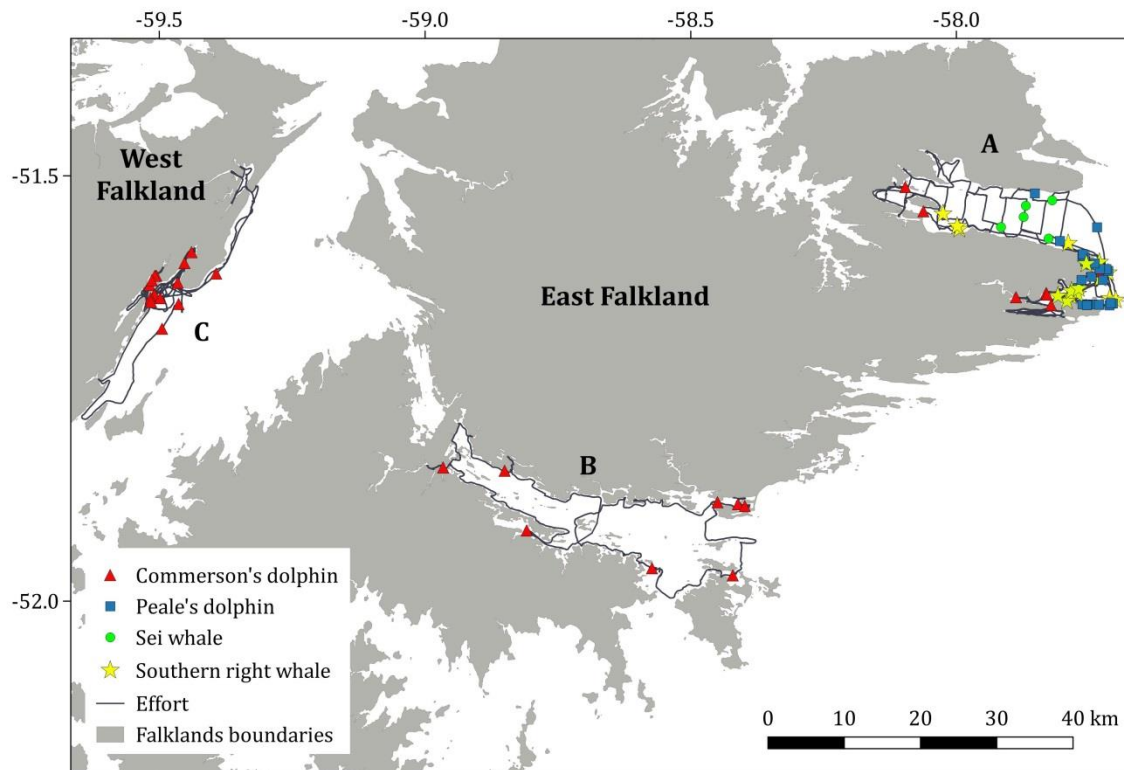 -59.5 -59.0 -58.5 -58.0
-51.5
-52.0
A
West
Falkland
East Falkland
C
B
Commerson's dolphin
Peale's dolphin
Sei whale
Southern right whale
Effort
Falklands boundaries
0 10 20 30 40 km